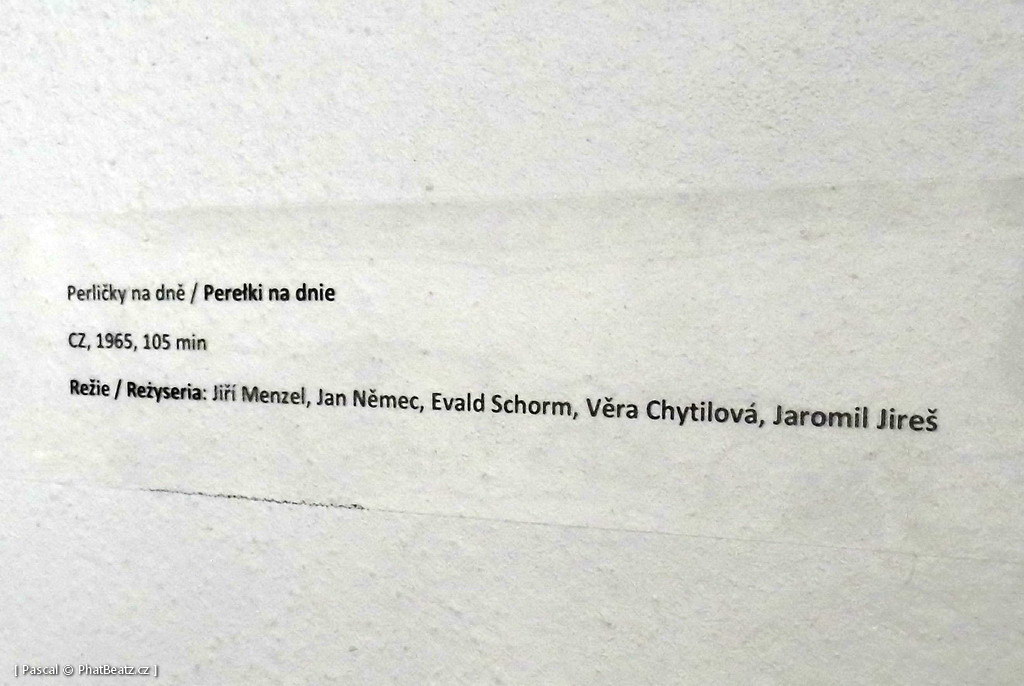 Perličky na dně / Perełki na dnie
CZ, 1965, 105 min
Režie / Reżyseria: Jiří Menzel, Jan Němec, Evald Schorm, Věra Chytilová, Jaromil Jireš
[ Pascal © PhatBeatz.cz ]